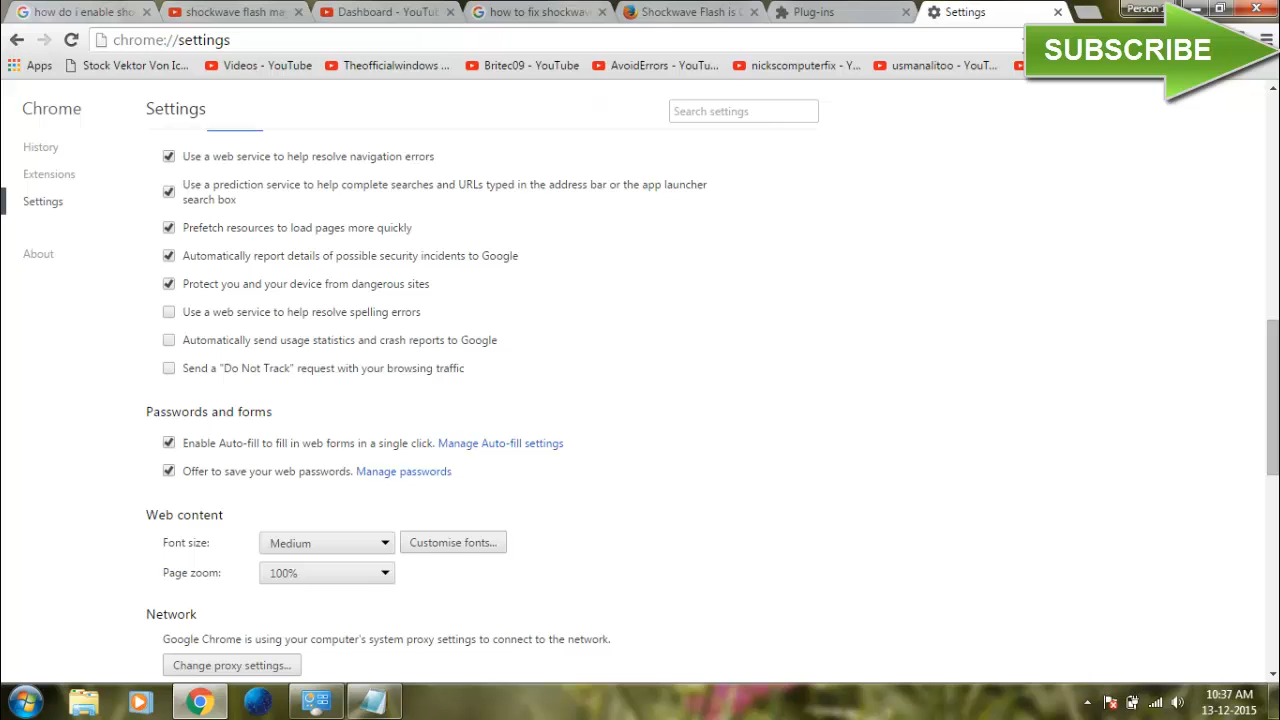 how do i enable sho
shockwave flash ma
Dashboard - YouTu
how to fix shockwav
Shockwave Flash is C
Plug-ins
Settings
Person
chrome://settings
SUBSCRIBE
Apps
Stock Vektor Von Ic...
Videos - YouTube
Theofficialwindows ...
Britec09 - YouTube
AvoidErrors - YouTu...
nickscomputerfix - Y...
usmanalitoo - YouT...
Chrome
Settings
Search settings
History
Extensions
Settings
About
Use a web service to help resolve navigation errors
Use a prediction service to help complete searches and URLs typed in the address bar or the app launcher
search box
Prefetch resources to load pages more quickly
Automatically report details of possible security incidents to Google
Protect you and your device from dangerous sites
Use a web service to help resolve spelling errors
Automatically send usage statistics and crash reports to Google
Send a "Do Not Track" request with your browsing traffic
Passwords and forms
Enable Auto-fill to fill in web forms in a single click. Manage Auto-fill settings
Offer to save your web passwords. Manage passwords
Web content
Font size:
Medium
Customise fonts...
Page zoom:
100%
Network
Google Chrome is using your computer's system proxy settings to connect to the network.
Change proxy settings...
10:37 AM
13-12-2015